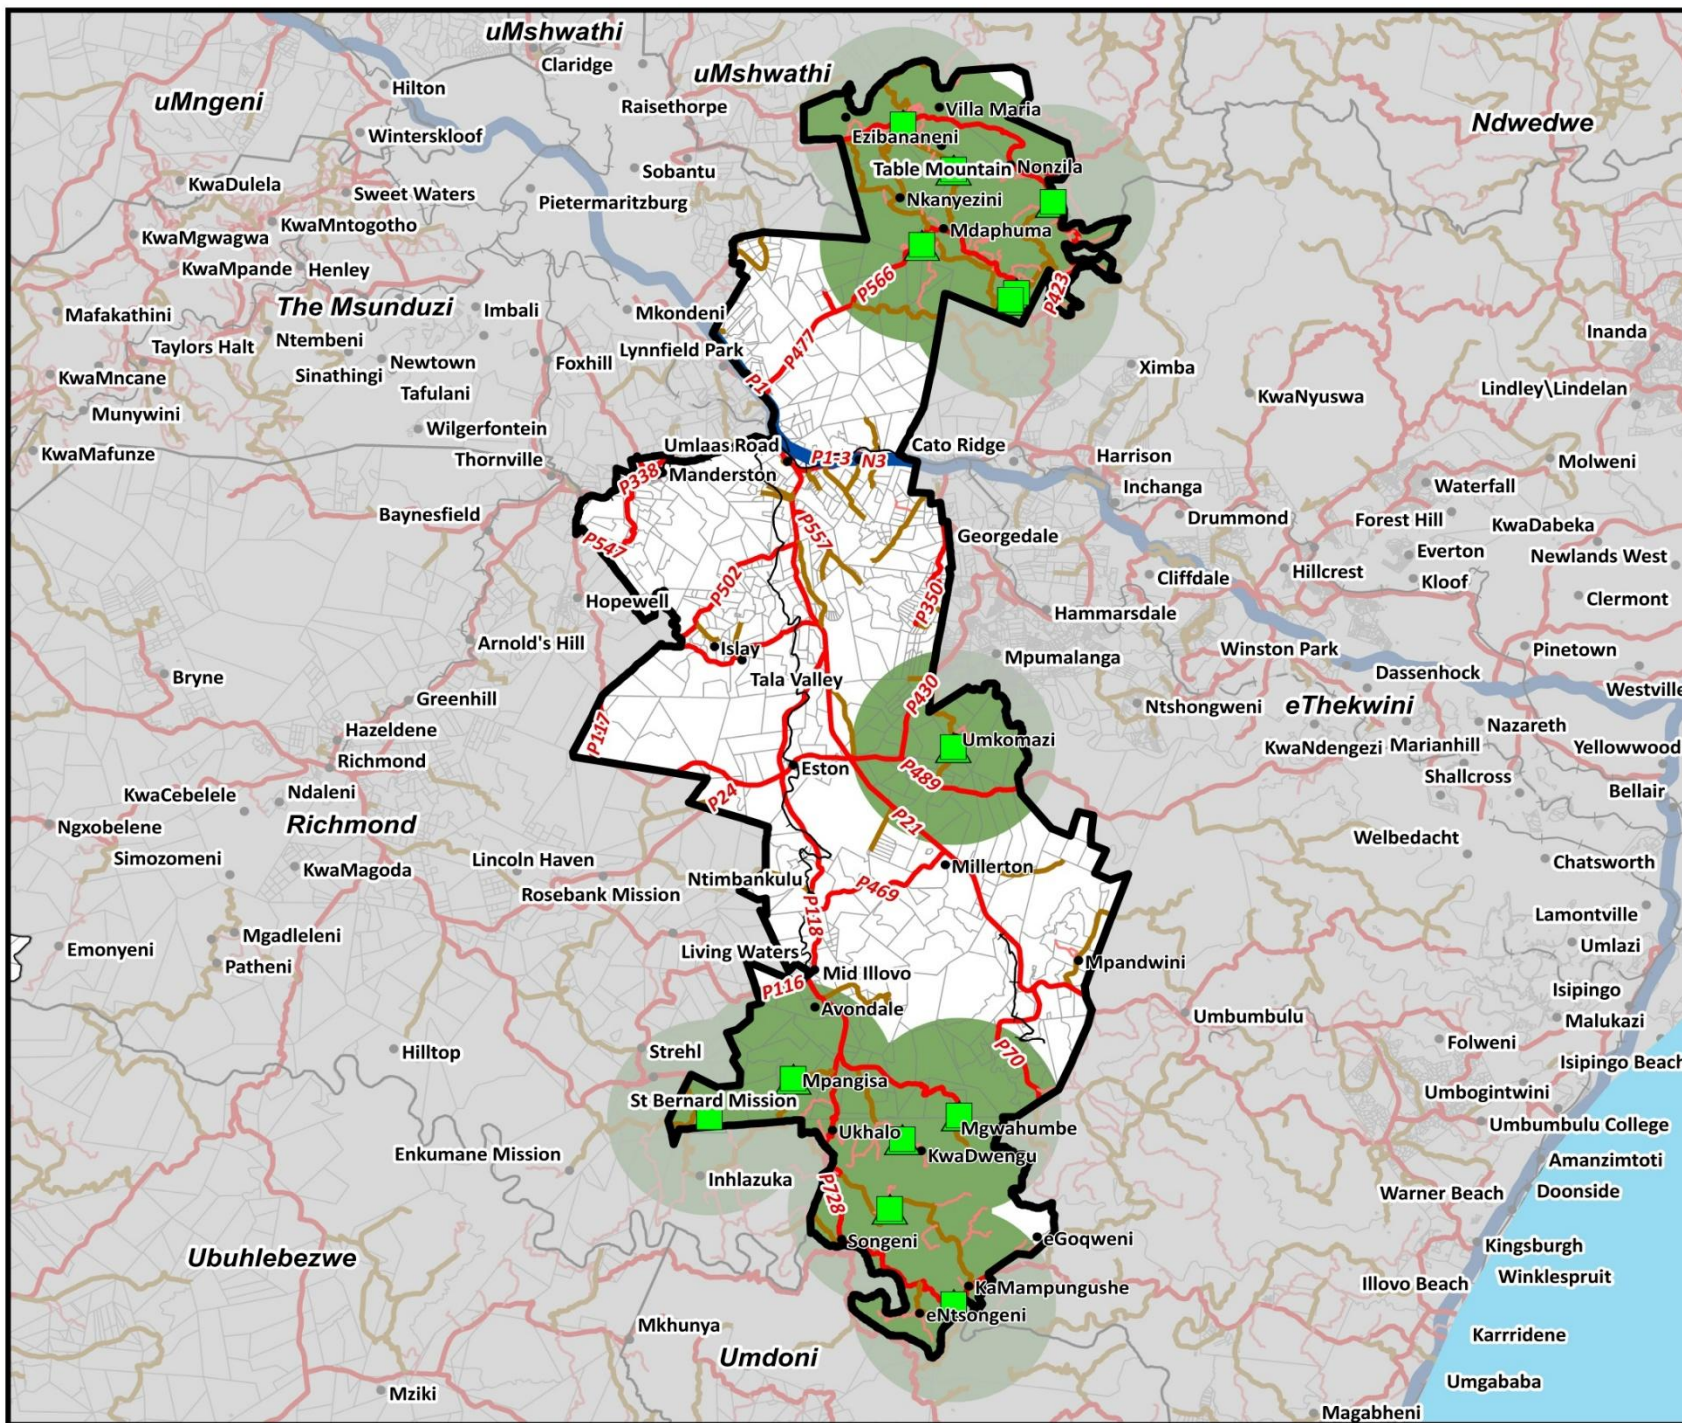 uMshwathi
Claridge
uMshwathi
Hilton
Raisethorpe
uMngeni
Villa Maria
Winterskloof
Ezibananeni
Ndwedwe
Sobantu
Table Mountain
Nonzila
KwaDulela
Sweet Waters
Pietermaritzburg
Nkanyezini
KwaMntogotho
KwaMgwagwa
Mdaphuma
KwaMpande
Henley
P566
P423
The Msunduzi
Imbali
Mkondeni
Mafakathini
Ntembeni
Taylors Halt
Newtown
Foxhill
Lynnfield Park
P477
Inanda
KwaMncane
Sinathingi
Tafulani
P1
Ximba
KwaNyuswa
Lindley\Lindelan
Munywini
Wilgerfontein
Umlaas Road
P1-3
N3
Cato Ridge
KwaMafunze
Thornville
P338
Manderston
Harrison
Molweni
Inchanga
Waterfall
Baynesfield
Drummond
Forest Hill
KwaDabeka
P547
P557
Georgedale
Everton
Newlands West
P502
P350
Cliffdale
Hillcrest
Kloof
Hopewell
Hammarsdale
Clermont
Arnold's Hill
Islay
Mpumalanga
Winston Park
Pinetown
Bryne
Tala Valley
Dassenhock
Greenhill
P430
Ntshongweni
eThekwini
Westville
P117
Hazeldene
Umkomazi
Nazareth
Richmond
Eston
KwaNdengezi
Marianhill
Yellowwood
P489
Shallcross
KwaCebelele
Ndaleni
P24
Bellair
Ngxobelene
Richmond
P21
Welbedacht
Simozomeni
KwaMagoda
Lincoln Haven
Millerton
Chatsworth
Rosebank Mission
Ntimbankulu
P469
P118
Lamontville
Emonyeni
Mgadleleni
Living Waters
Umlazi
Patheni
Mid Illovo
Mpandwini
P116
Isipingo
Avondale
Umbumbulu
Malukazi
Hilltop
Strehl
P70
Folweni
Isipingo Beach
Mpangisa
Umbogintwini
St Bernard Mission
Ukhalo
Mgwahumbe
Umbumbulu College
Enkumane Mission
KwaDwengu
Amanzimtoti
Inhlazuka
P728
Warner Beach
Doonside
Songeni
eGoqweni
Ubuhlebezwe
Kingsburgh
KaMampungushe
Illovo Beach
Winklespruit
eNtsongeni
Mkhunya
Karrridene
Umdoni
Umgababa
Mziki
Magabheni